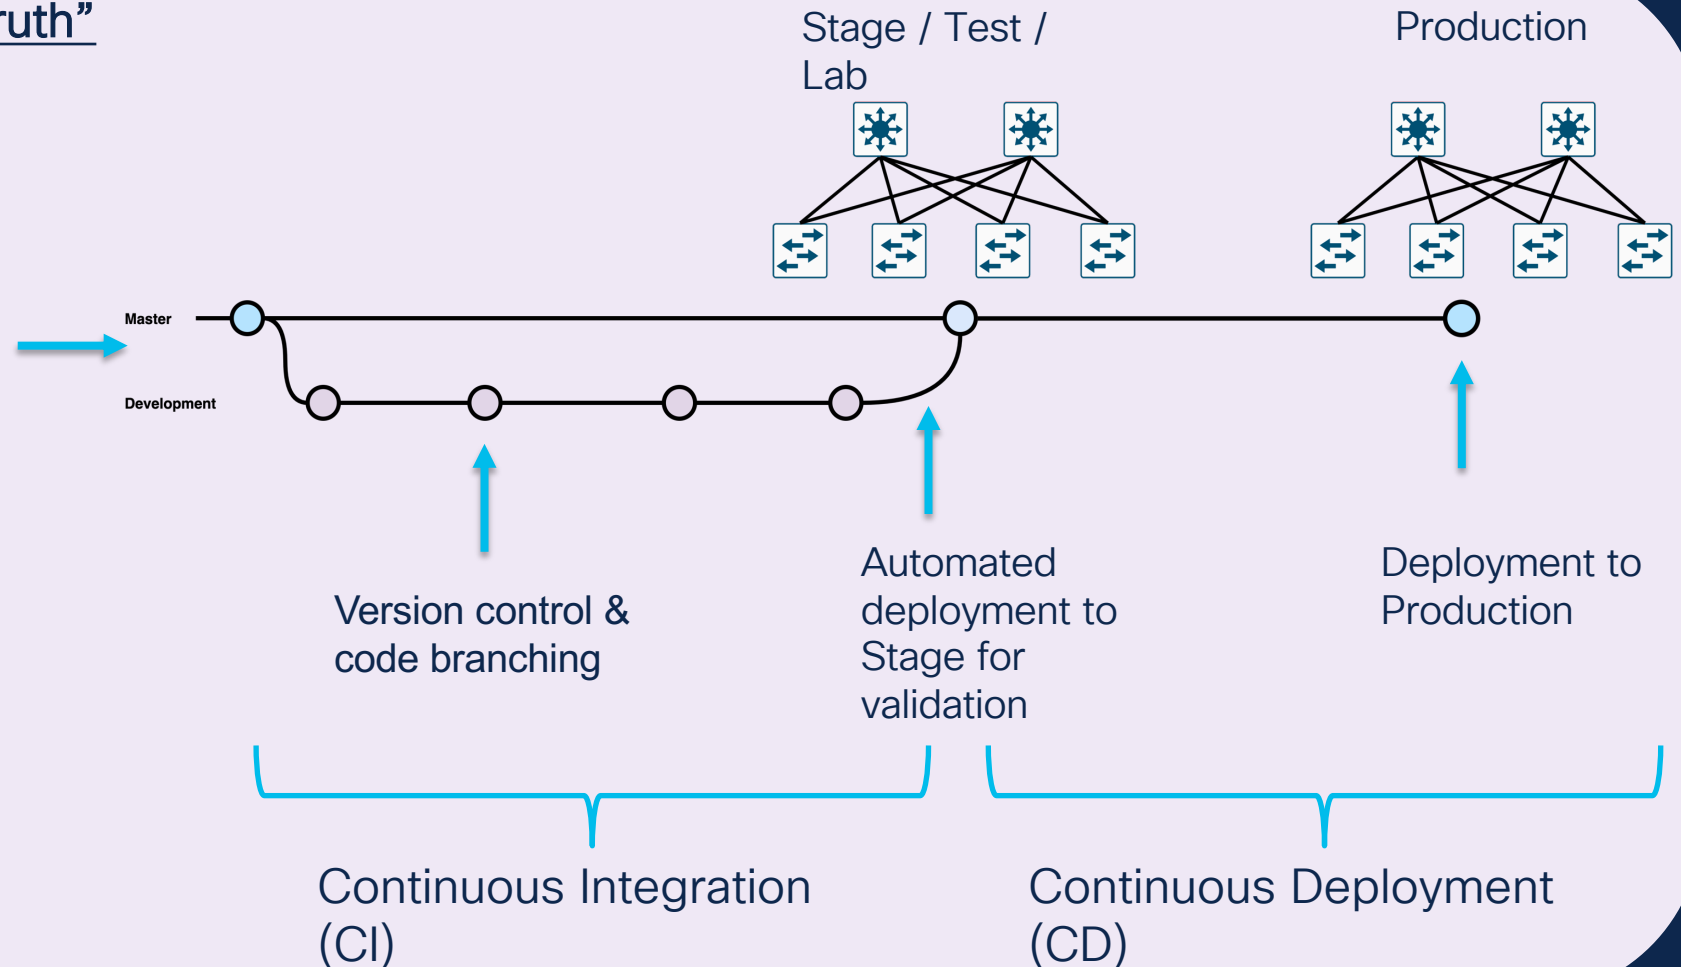 ruth”
Stage / Test /
Lab
Production
Master
Development
Version control &
code branching
Automated
deployment to
Stage for
validation
Deployment to
Production
Continuous Integration
(CI)
Continuous Deployment
(CD)